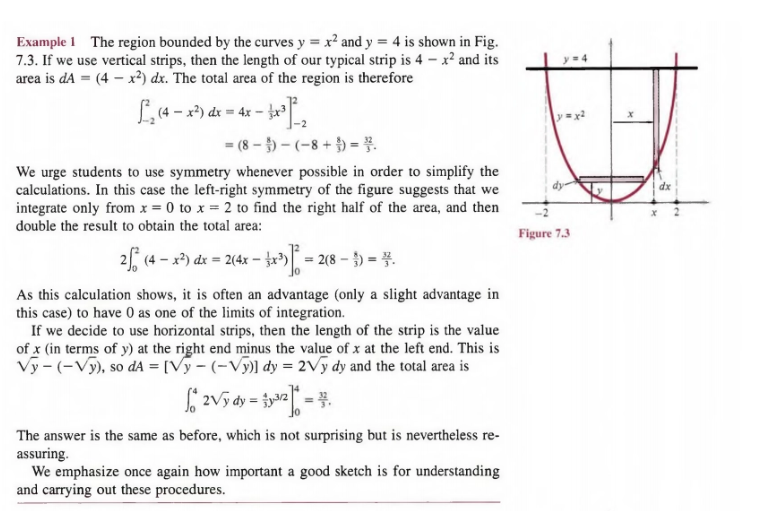 Example 1 The region bounded by the curves y = x² and y = 4 is shown in Fig.
7.3. If we use vertical strips, then the length of our typical strip is 4 − x² and its
area is dA = (4 − x²) dx. The total area of the region is therefore
∫₋₂² (4 − x²) dx = 4x − ⅓x³]₋₂²
= (8 − 8/3) − (−8 + 8/3) = 32/3.
We urge students to use symmetry whenever possible in order to simplify the
calculations. In this case the left-right symmetry of the figure suggests that we
integrate only from x = 0 to x = 2 to find the right half of the area, and then
double the result to obtain the total area:
2∫₀² (4 − x²) dx = 2(4x − ⅓x³)]₀² = 2(8 − 8/3) = 32/3.
As this calculation shows, it is often an advantage (only a slight advantage in
this case) to have 0 as one of the limits of integration.
If we decide to use horizontal strips, then the length of the strip is the value
of x (in terms of y) at the right end minus the value of x at the left end. This is
√y − (−√y), so dA = [√y − (−√y)] dy = 2√y dy and the total area is
∫₀⁴ 2√y dy = 4/3 y³/²]₀⁴ = 32/3.
The answer is the same as before, which is not surprising but is nevertheless re-
assuring.
We emphasize once again how important a good sketch is for understanding
and carrying out these procedures.
y = 4
y = x²
x
dy
y
dx
−2
x
2
Figure 7.3